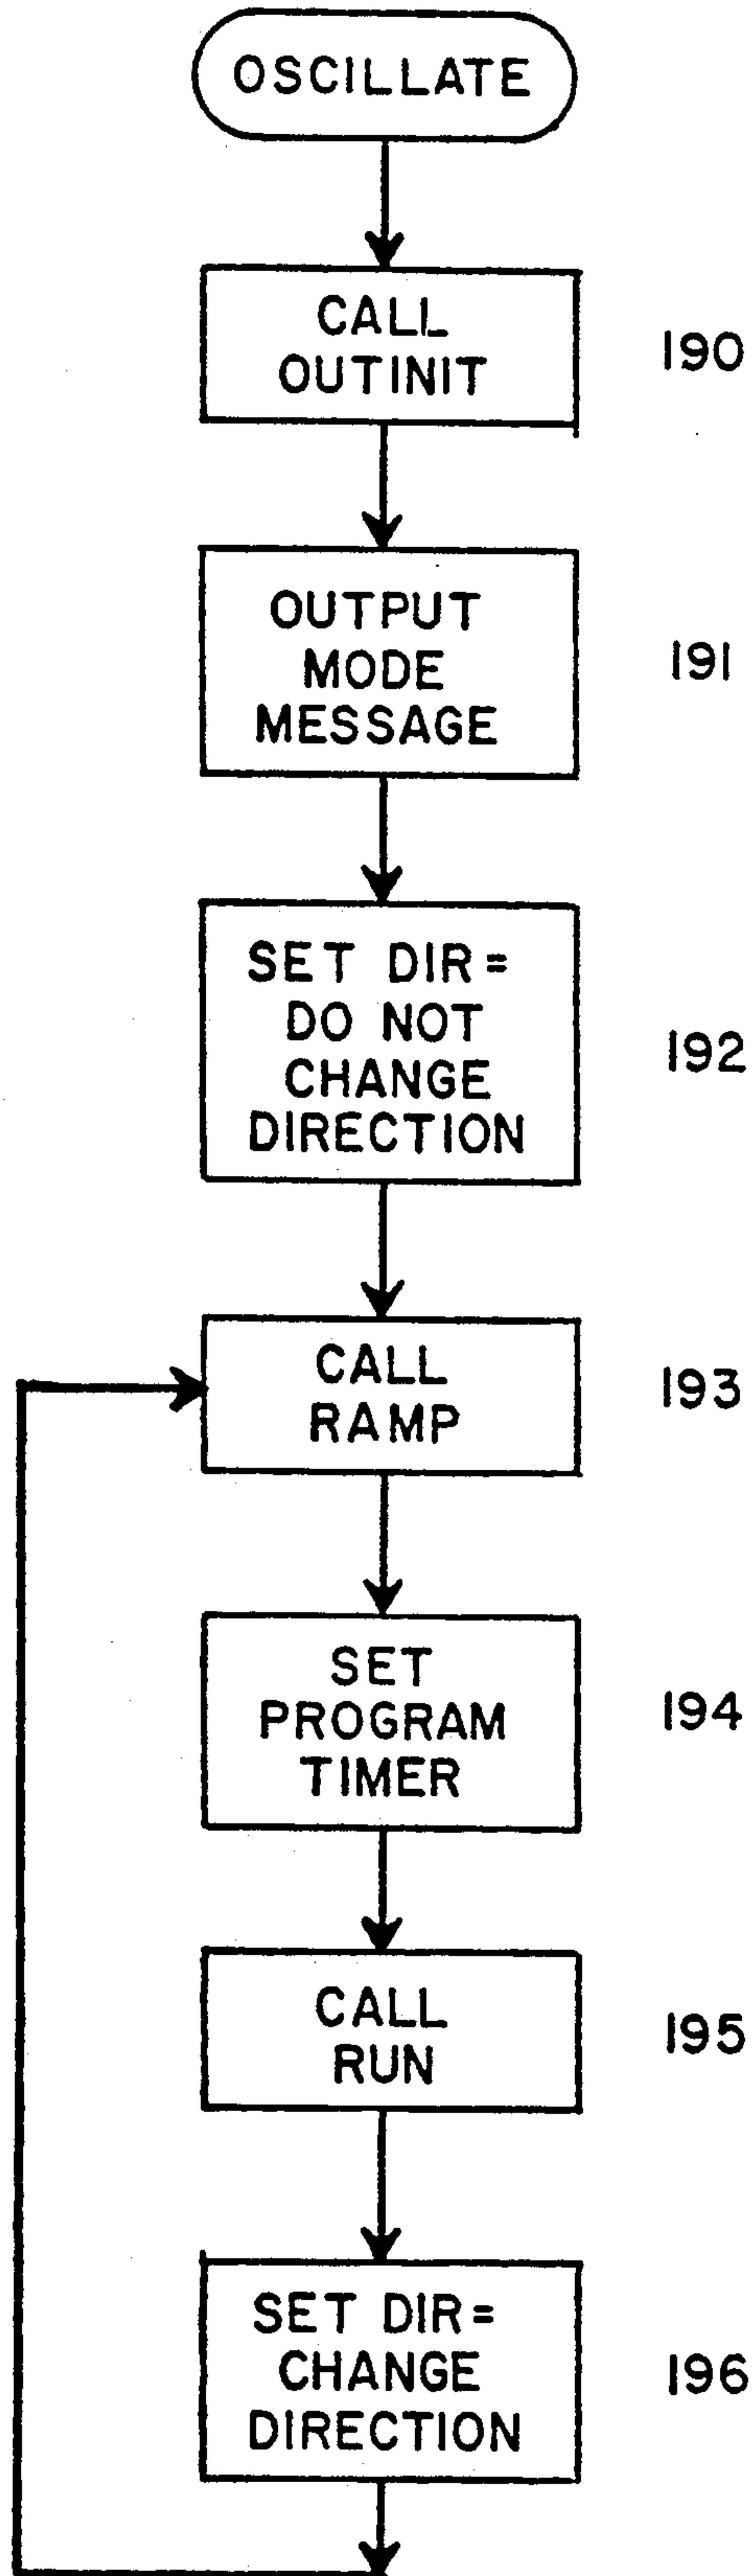 OSCILLATE
CALL
OUTINIT
190
OUTPUT
MODE
MESSAGE
191
SET DIR=
DO NOT
CHANGE
DIRECTION
192
CALL
RAMP
193
SET
PROGRAM
TIMER
194
CALL
RUN
195
SET DIR=
CHANGE
DIRECTION
196